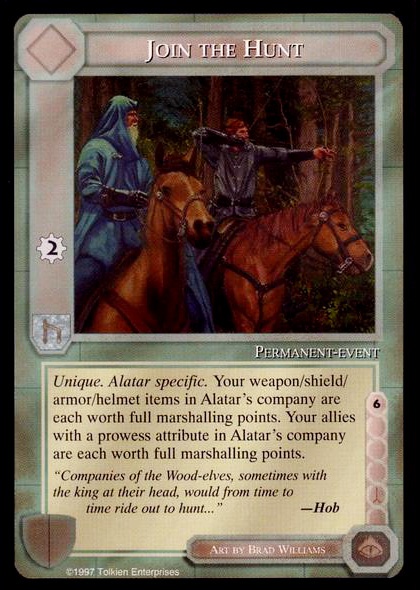 JOIN THE HUNT
2
PERMANENT-EVENT
Unique. Alatar specific. Your weapon/shield/
armor/helmet items in Alatar's company are
each worth full marshalling points. Your allies
with a prowess attribute in Alatar's company
are each worth full marshalling points.
6
"Companies of the Wood-elves, sometimes with
the king at their head, would from time to
time ride out to hunt..." —Hob
ART BY BRAD WILLIAMS
©1997 Tolkien Enterprises